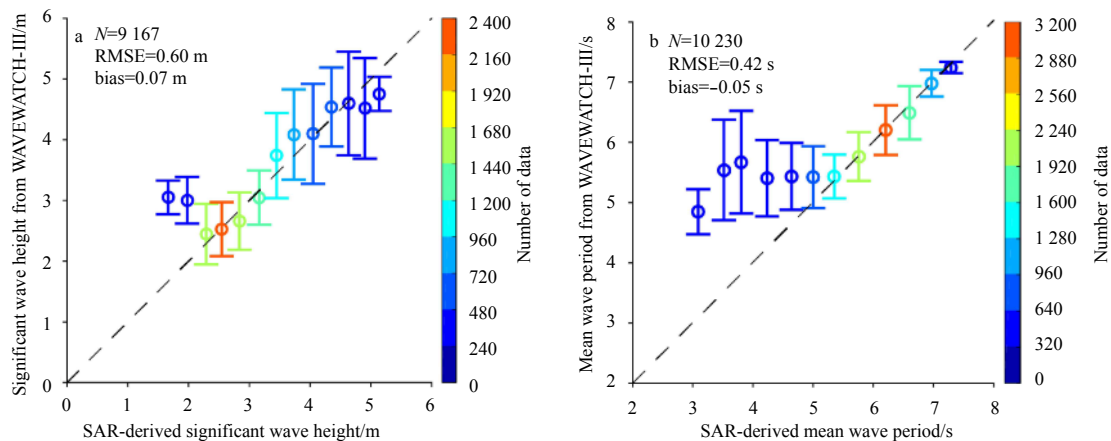 a
N=9 167
RMSE=0.60 m
bias=0.07 m
Significant wave height from WAVEWATCH-III/m
6
5
4
3
2
1
0
0 1 2 3 4 5 6
SAR-derived significant wave height/m
2 400
2 160
1 920
1 680
1 440
1 200
960
720
480
240
0
Number of data
b
N=10 230
RMSE=0.42 s
bias=−0.05 s
Mean wave period from WAVEWATCH-III/s
8
7
6
5
4
3
2
2 3 4 5 6 7 8
SAR-derived mean wave period/s
3 200
2 880
2 560
2 240
1 920
1 600
1 280
960
640
320
0
Number of data